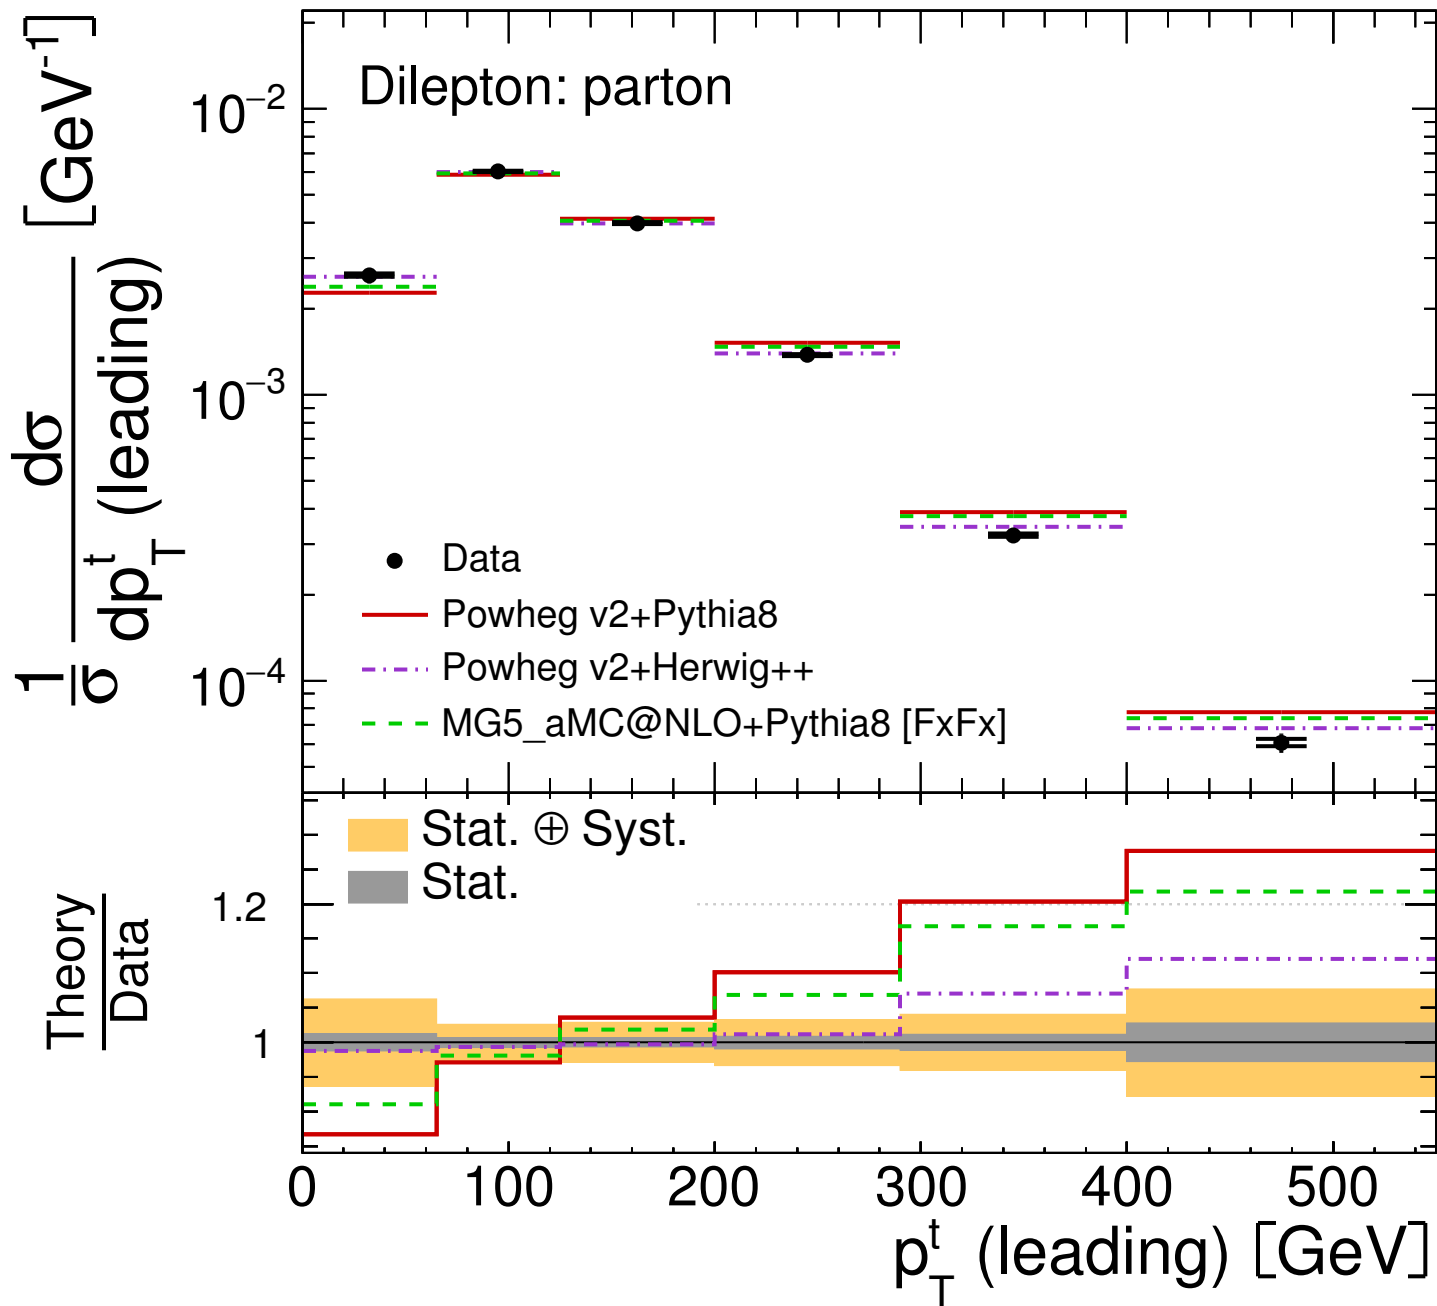 Dilepton: parton
1/σ dσ/dp_T^t (leading) [GeV⁻¹]
10⁻²
10⁻³
10⁻⁴
Data
Powheg v2+Pythia8
Powheg v2+Herwig++
MG5_aMC@NLO+Pythia8 [FxFx]
Stat. ⊕ Syst.
Stat.
Theory
Data
1.2
1
0 100 200 300 400 500
p_T^t (leading) [GeV]